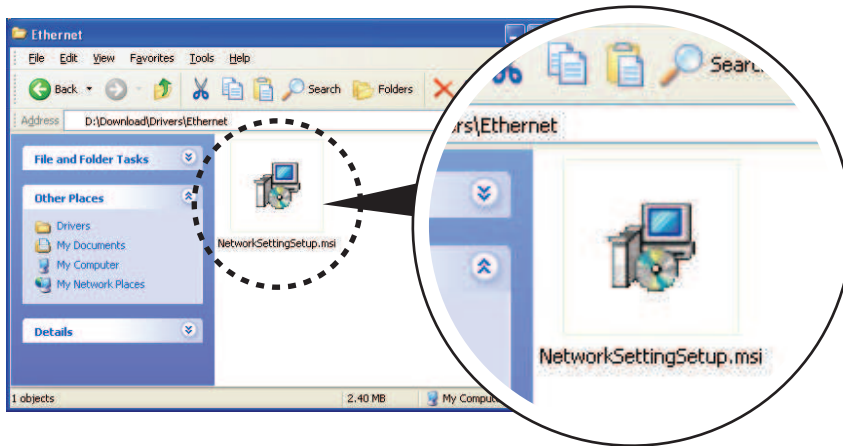 Ethernet
File Edit View Favorites Tools Help
Back Search Folders
Address D:\Download\Drivers\Ethernet
File and Folder Tasks
Other Places
Drivers
My Documents
My Computer
My Network Places
Details
NetworkSettingSetup.msi
1 objects 2.40 MB My Comput
Searc
rs\Ethernet
NetworkSettingSetup.msi